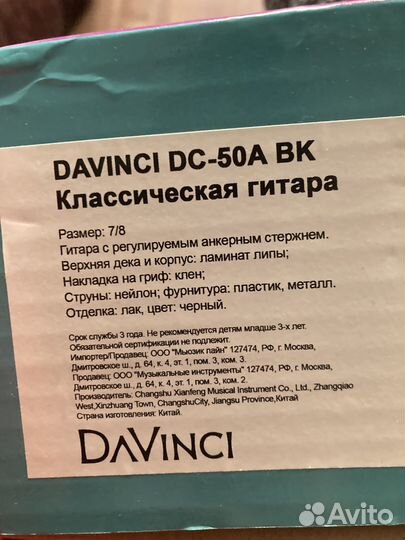 DAVINCI DC-50A BK
Классическая гитара
Размер: 7/8
Гитара с регулируемым анкерным стержнем.
Верхняя дека и корпус: ламинат липы;
Накладка на гриф: клен;
Струны: нейлон; фурнитура: пластик, металл.
Отделка: лак, цвет: черный.
Срок службы 3 года. Не рекомендуется детям младше 3-х лет.
Обязательной сертификации не подлежит.
Импортер/Продавец: ООО "Мьюзик лайн" 127474, РФ, г. Москва,
Дмитровское ш., д. 64, к. 4, эт. 1, пом. 3, ком. 2.
Продавец: ООО "Музыкальные инструменты" 127474, РФ, г. Москва,
Дмитровское ш., д. 64, к. 4, эт. 1, пом. 3, ком. 3.
Производитель: Changshu Xianfeng Musical Instrument Co., Ltd., Zhangqiao
West,Xinzhuang Town, ChangshuCity, Jiangsu Province,Китай
Страна изготовления: Китай.
DAVINCI
Avito